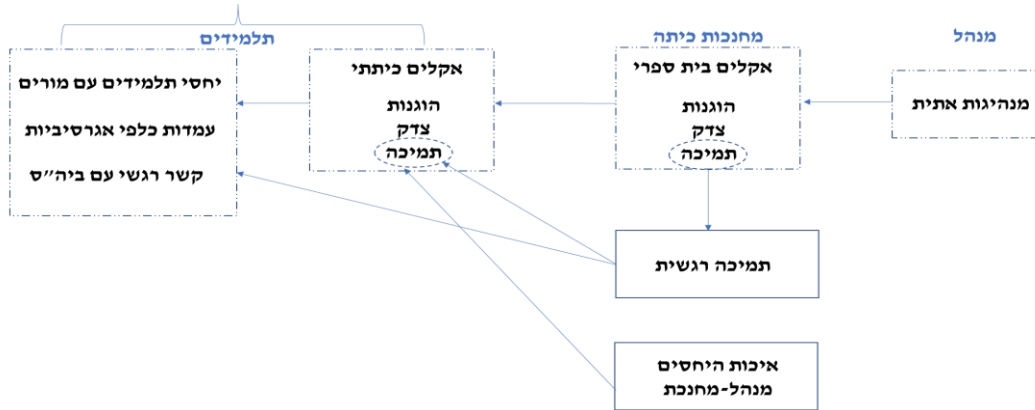 מנהל
מחנכות כיתה
תלמידים
מנהיגות אתית
אקלים בית ספרי
הוגנות
צדק
תמיכה
אקלים כיתתי
הוגנות
צדק
תמיכה
יחסי תלמידים עם מורים
עמדות כלפי אגרסיביות
קשר רגשי עם ביה״ס
תמיכה רגשית
איכות היחסים
מנהל-מחנכת